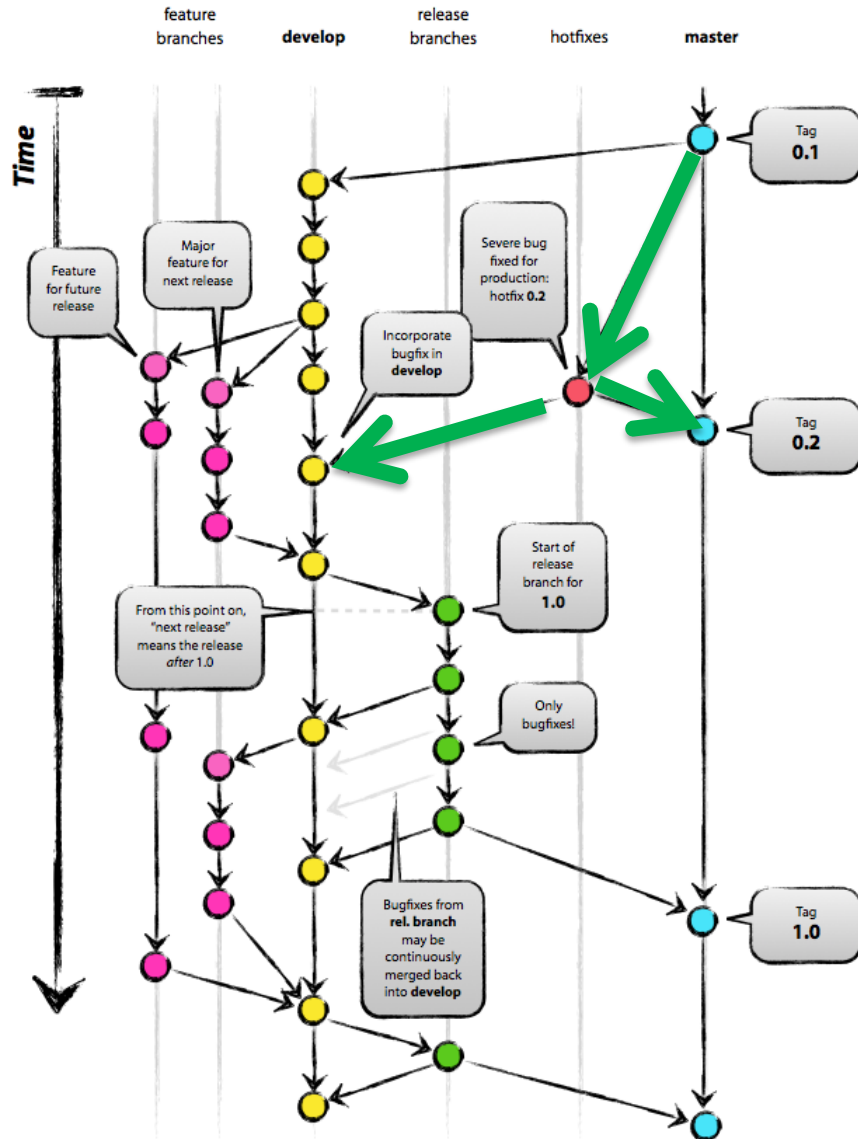 feature
branches
develop
release
branches
hotfixes
master
Time
Tag
0.1
Major
feature for
next release
Feature
for future
release
Severe bug
fixed for
production:
hotfix 0.2
Incorporate
bugfix in
develop
Tag
0.2
Start of
release
branch for
1.0
From this point on,
“next release”
means the release
after 1.0
Only
bugfixes!
Bugfixes from
rel. branch
may be
continuously
merged back
into develop
Tag
1.0